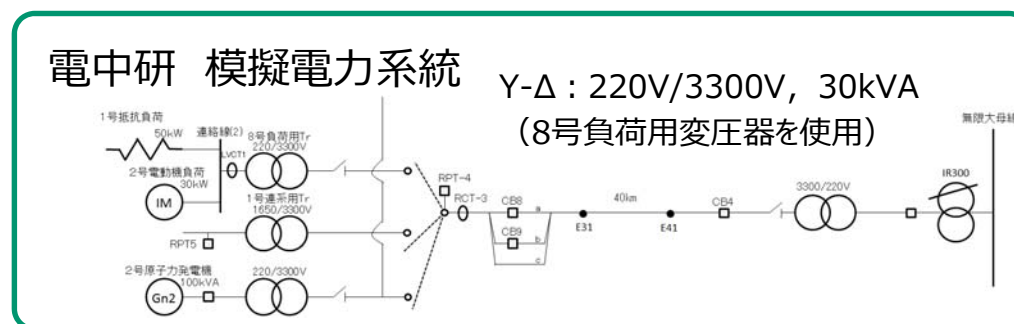 電中研 模擬電力系統
Y-Δ：220V/3300V，30kVA
（8号負荷用変圧器を使用）
1号抵抗負荷
50kW
連絡線(2)
8号負荷用Tr
220/3300V
無限大母線
LVCT1
2号電動機負荷
30kW
IM
RPT-4
RCT-3
IR300
1号連系用Tr
1650/3300V
CB8
a
40km
CB4
3300/220V
E31
E41
CB9
b
RPT5
c
2号原子力発電機
100kVA
220/3300V
Gn2